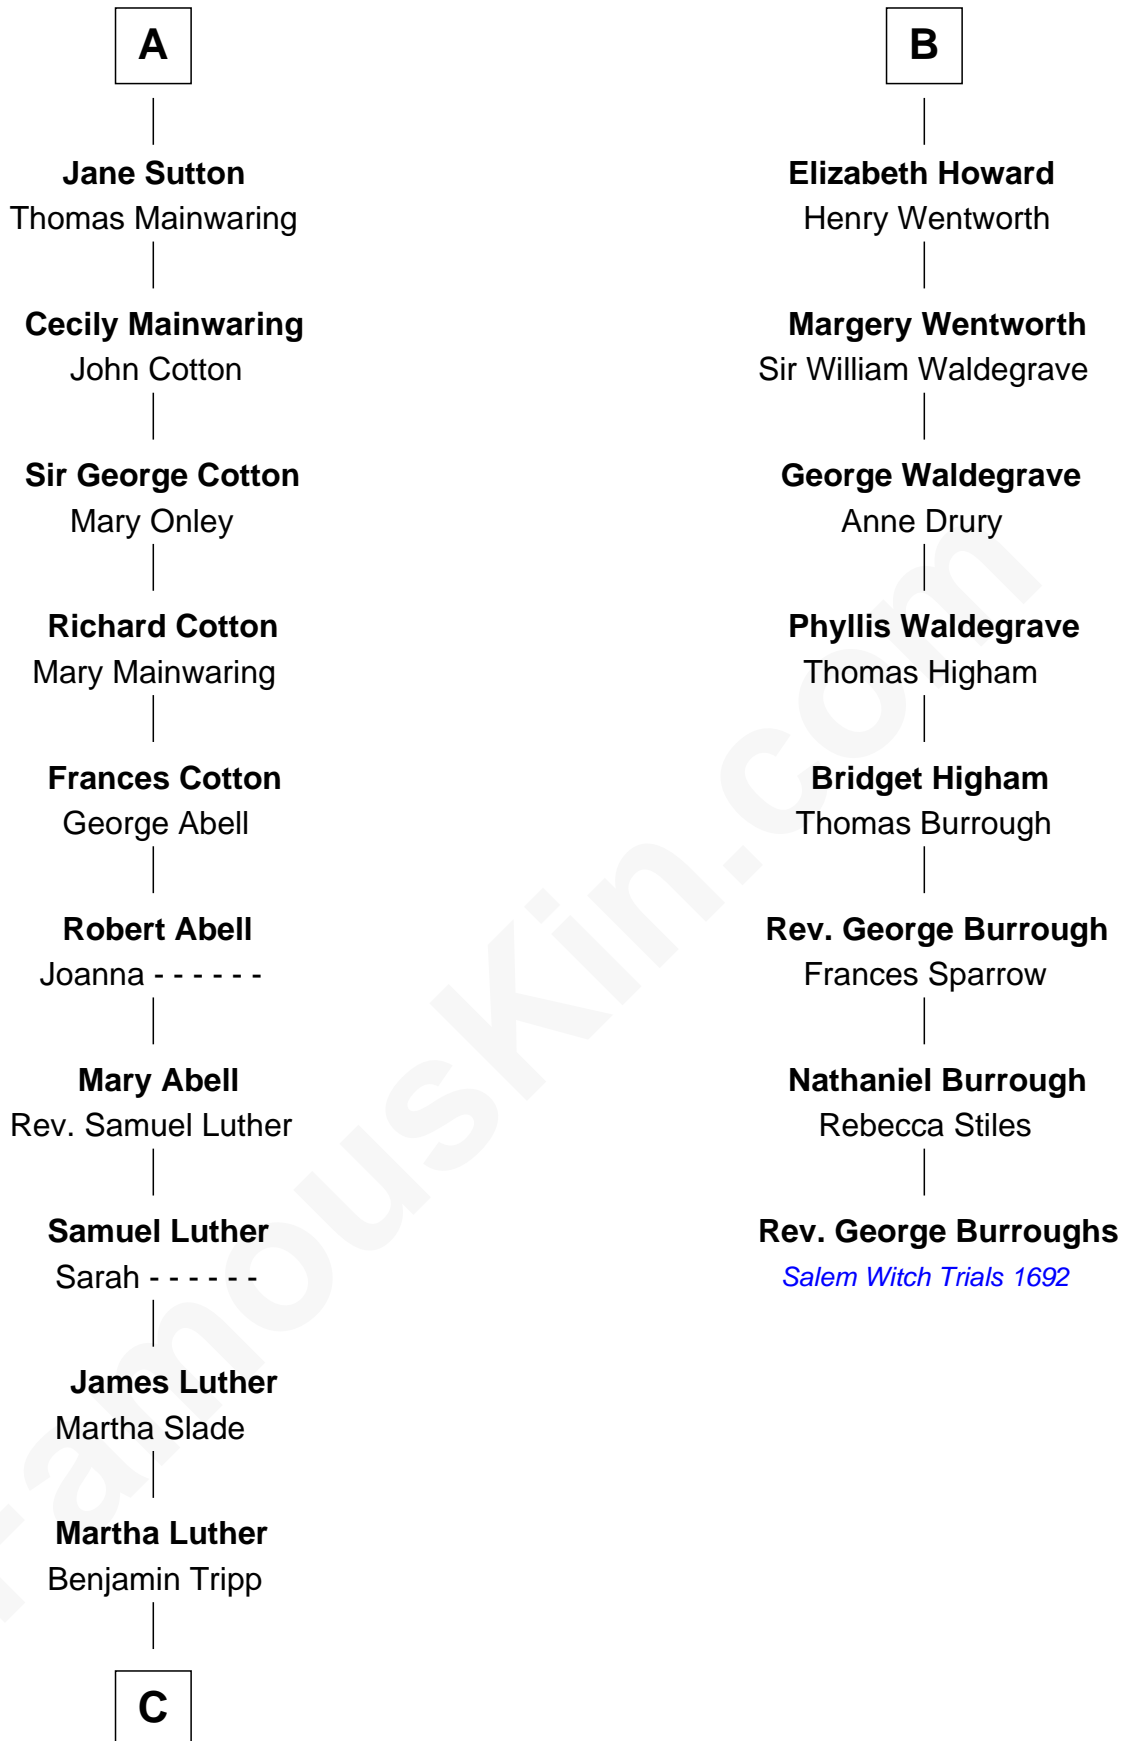 A
Jane Sutton
Thomas Mainwaring
Cecily Mainwaring
John Cotton
Sir George Cotton
Mary Onley
Richard Cotton
Mary Mainwaring
Frances Cotton
George Abell
Robert Abell
Joanna - - - - - -
Mary Abell
Rev. Samuel Luther
Samuel Luther
Sarah - - - - - -
James Luther
Martha Slade
Martha Luther
Benjamin Tripp
C
B
Elizabeth Howard
Henry Wentworth
Margery Wentworth
Sir William Waldegrave
George Waldegrave
Anne Drury
Phyllis Waldegrave
Thomas Higham
Bridget Higham
Thomas Burrough
Rev. George Burrough
Frances Sparrow
Nathaniel Burrough
Rebecca Stiles
Rev. George Burroughs
Salem Witch Trials 1692
FamousKin.com